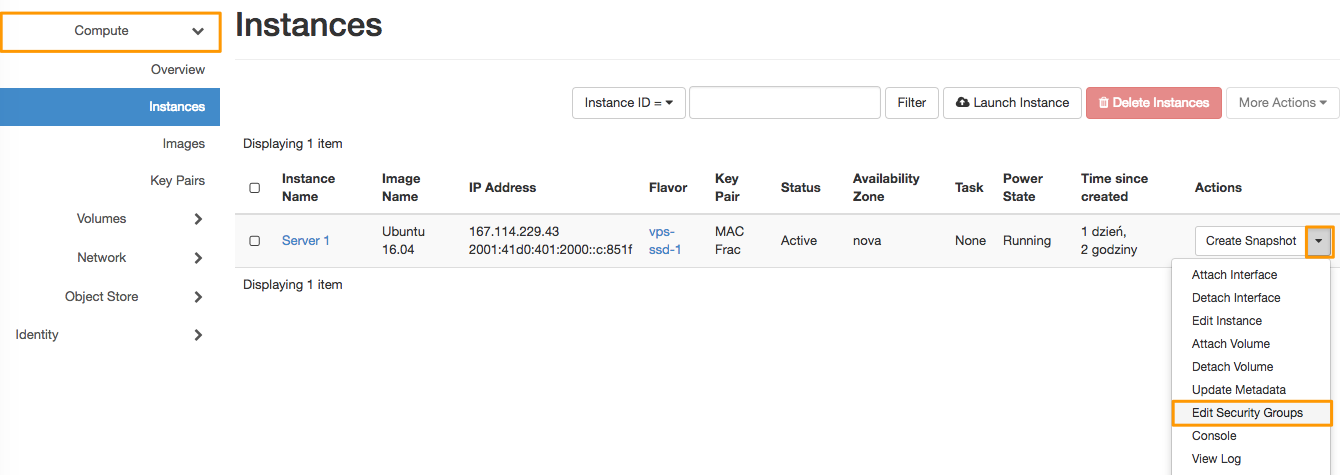 Instances
Compute
Overview
Instances
Images
Key Pairs
Volumes
Network
Object Store
Identity
Instance ID =
Filter
Launch Instance
Delete Instances
More Actions
Displaying 1 item
Instance Name
Image Name
IP Address
Flavor
Key Pair
Status
Availability Zone
Task
Power State
Time since created
Actions
Server 1
Ubuntu 16.04
167.114.229.43
2001:41d0:401:2000::c:851f
vps-
ssd-1
MAC Frac
Active
nova
None
Running
1 dzień,
2 godziny
Create Snapshot
Displaying 1 item
Attach Interface
Detach Interface
Edit Instance
Attach Volume
Detach Volume
Update Metadata
Edit Security Groups
Console
View Log